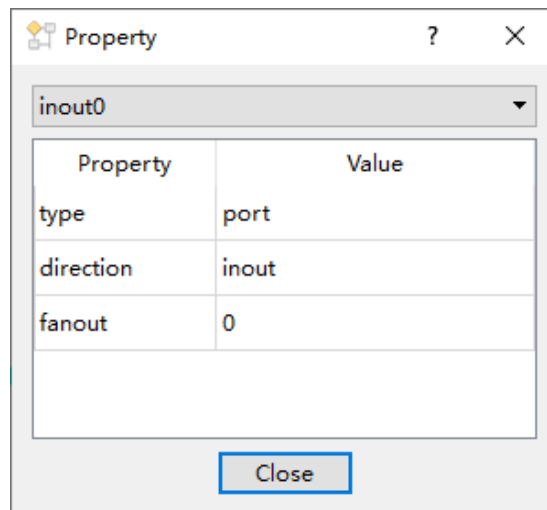 Property ?
inout0
Property Value
type port
direction inout
fanout 0
Close